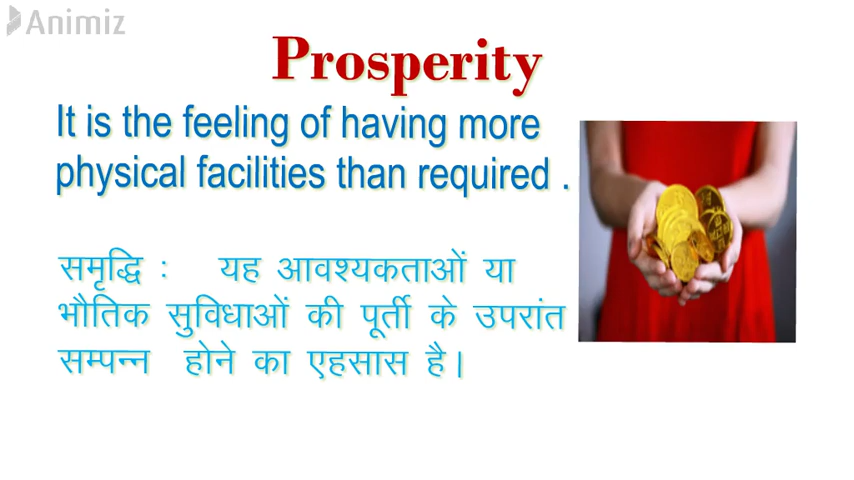 Animiz
Prosperity
It is the feeling of having more
physical facilities than required .
समृद्धि : यह आवश्यकताओं या
भौतिक सुविधाओं की पूर्ती के उपरांत
सम्पन्न होने का एहसास है।